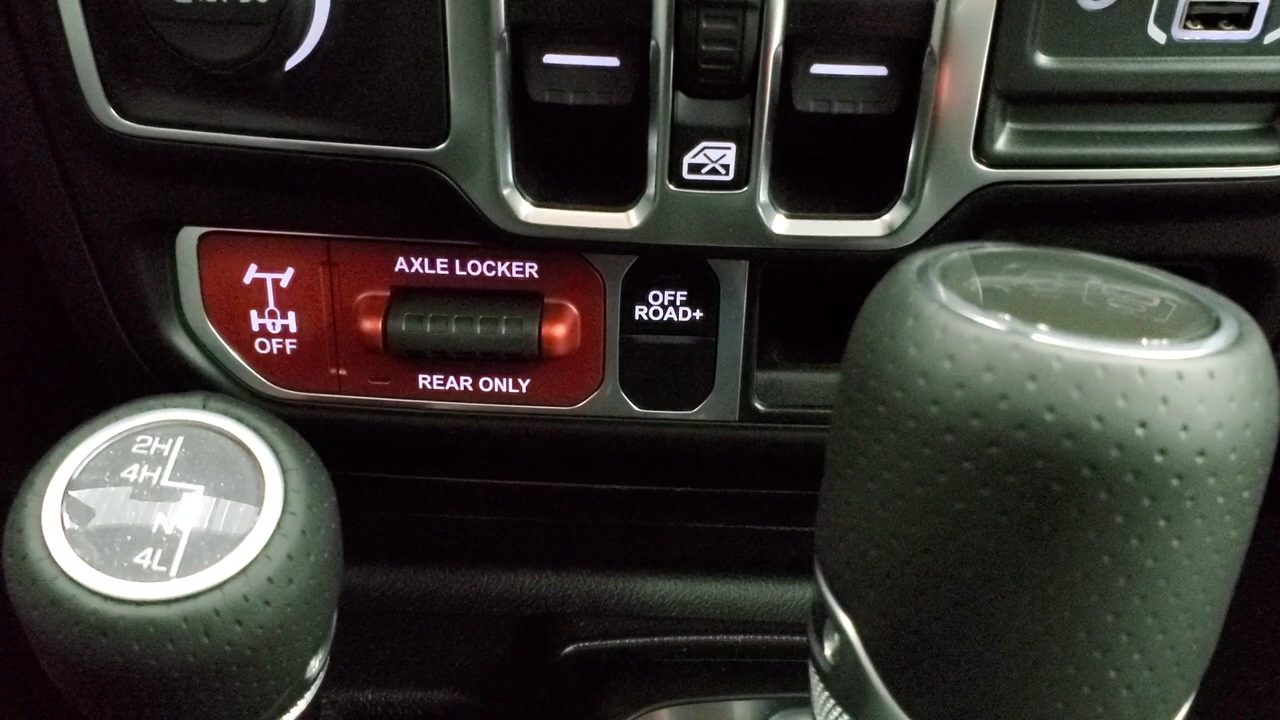 AXLE LOCKER
OFF
REAR ONLY
OFF
ROAD+
2H
4H
N
4L